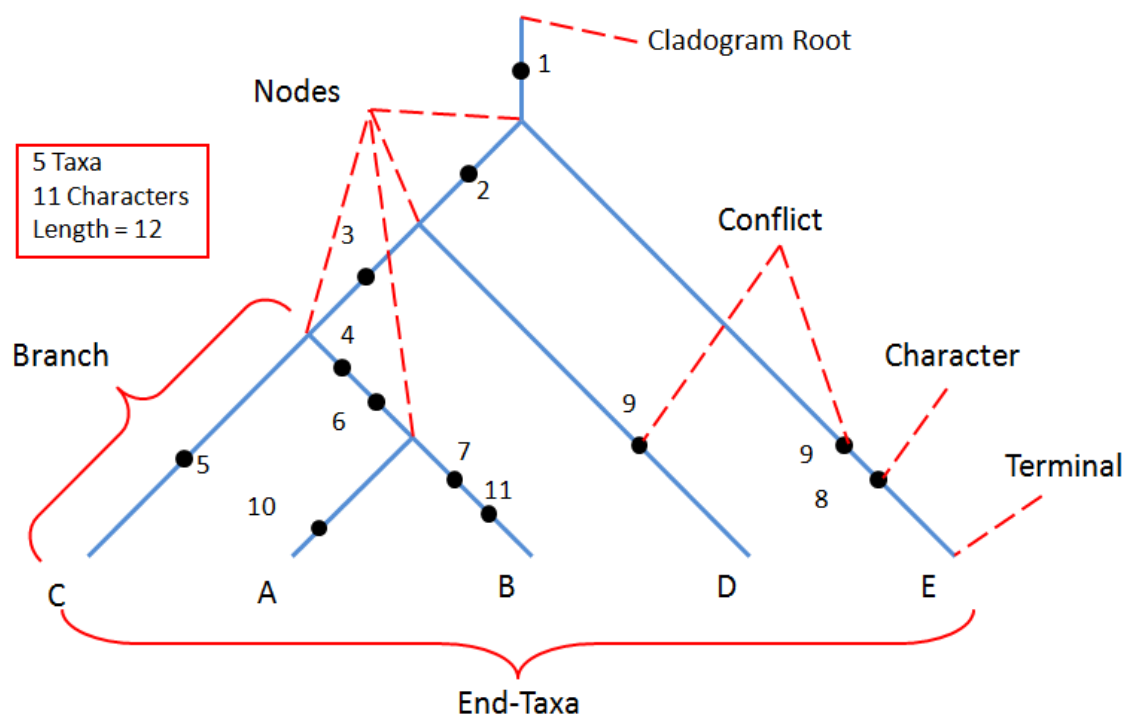 Cladogram Root
1
Nodes
5 Taxa
11 Characters
Length = 12
2
Conflict
3
4
Branch
Character
9
6
7
9
5
Terminal
11
8
10
C
A
B
D
E
End-Taxa